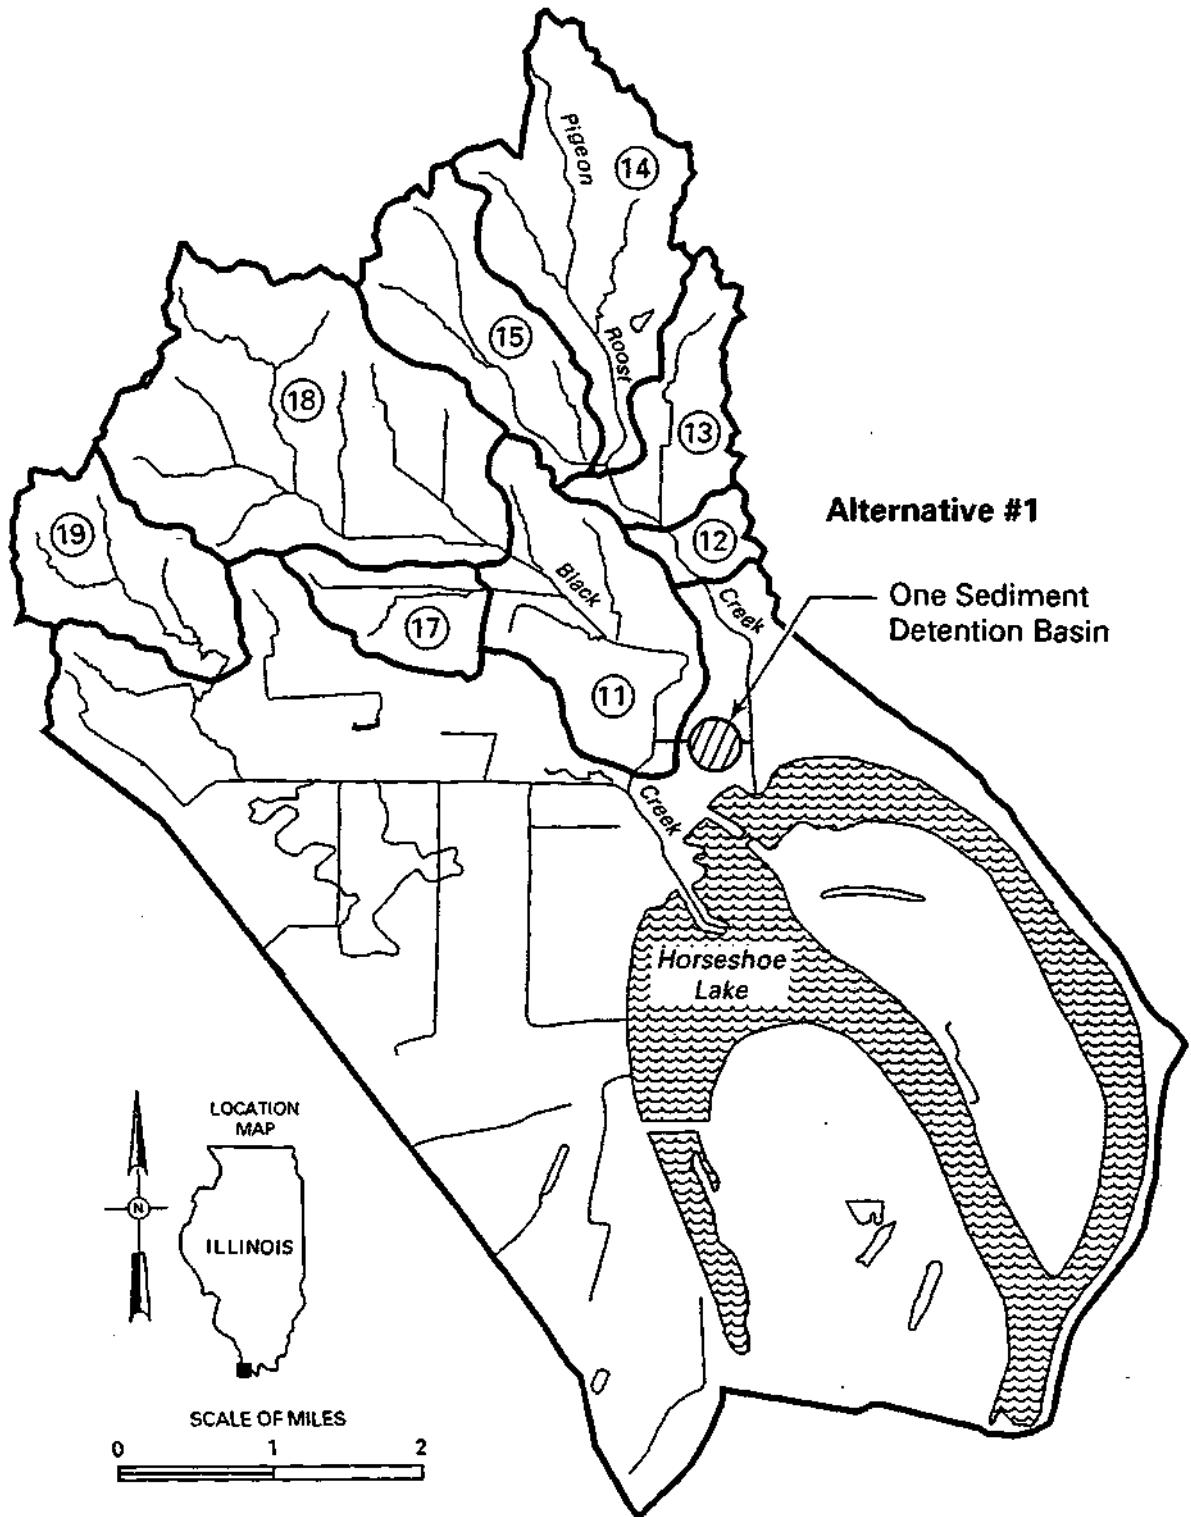 Pigeon
14
15
Roost
18
13
Alternative #1
19
12
Black
Creek
One Sediment
Detention Basin
17
11
Creek
Horseshoe
Lake
LOCATION
MAP
N
ILLINOIS
SCALE OF MILES
0 1 2